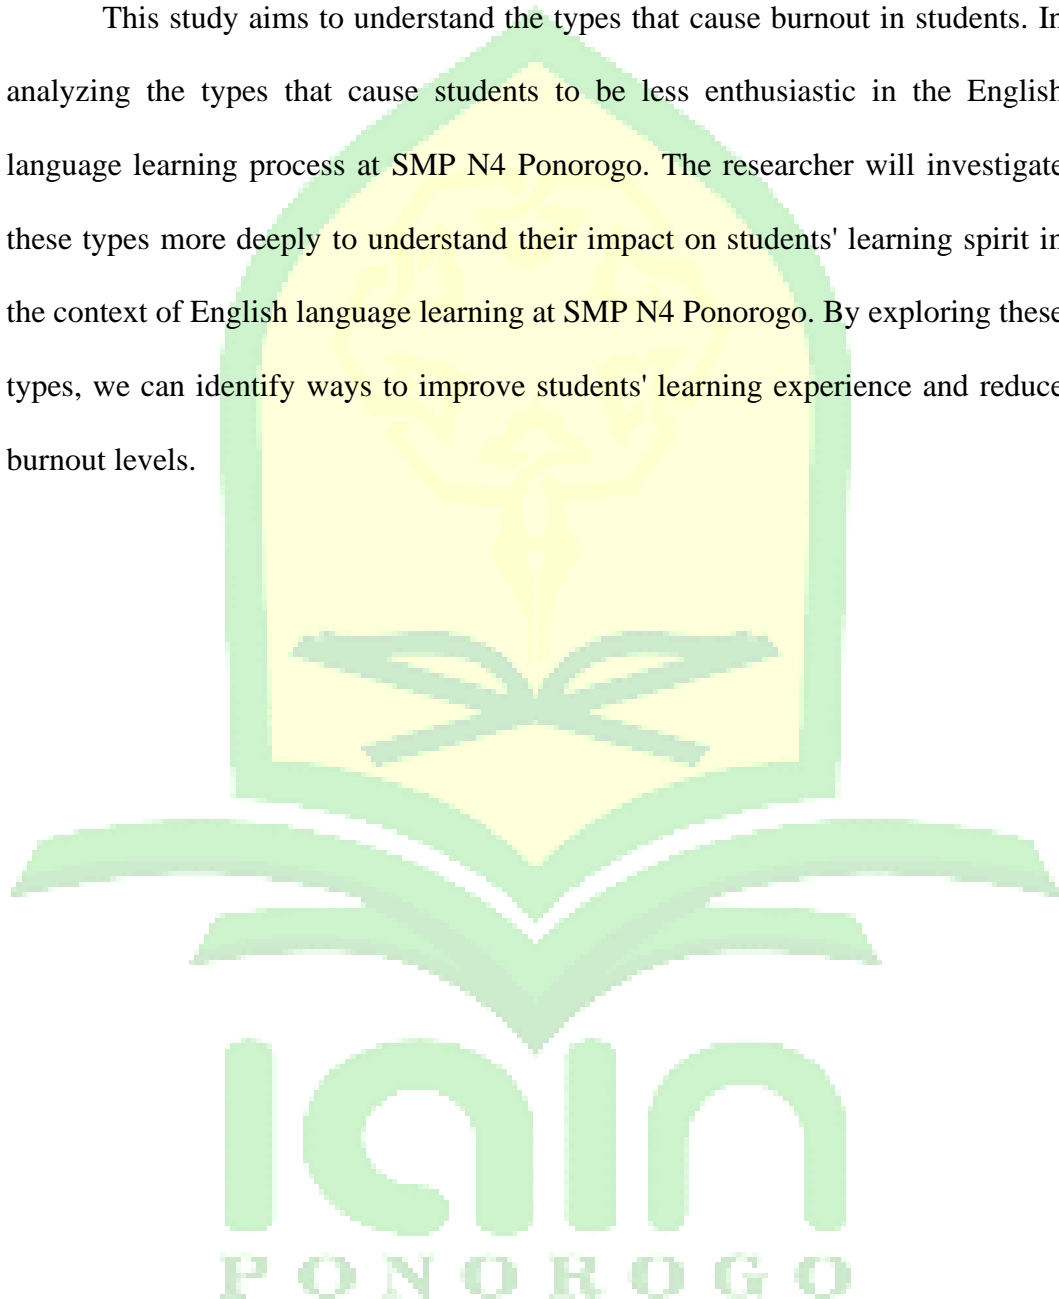 This study aims to understand the types that cause burnout in students. In
analyzing the types that cause students to be less enthusiastic in the English
language learning process at SMP N4 Ponorogo. The researcher will investigate
these types more deeply to understand their impact on students' learning spirit in
the context of English language learning at SMP N4 Ponorogo. By exploring these
types, we can identify ways to improve students' learning experience and reduce
burnout levels.
iain
PONOROGO